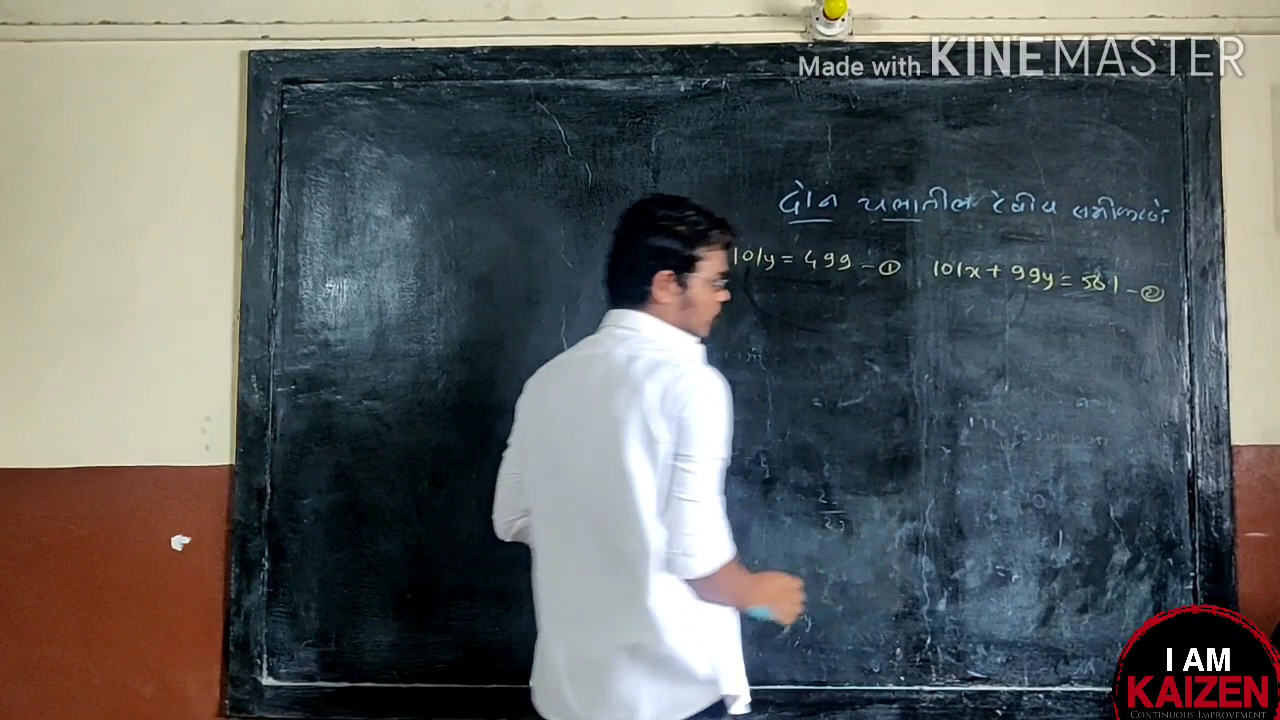 Made with KINEMASTER
દોન ચલાતીલ રેષીય સમીકરણે
101y = 499 - ①
101x + 99y = 501 - ②
I AM
KAIZEN
CONTINUOUS IMPROVEMENT